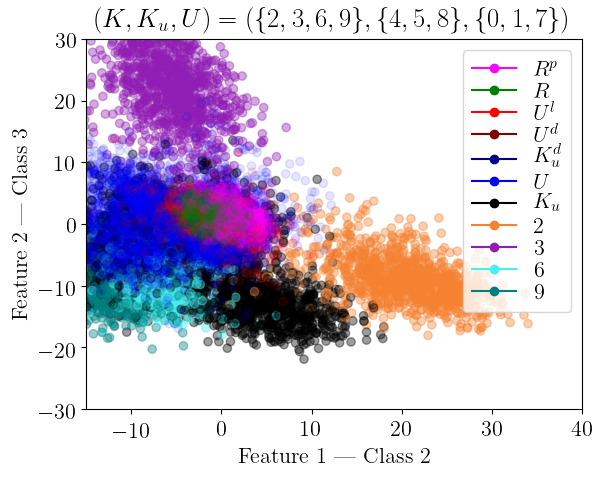 (K, K_u, U) = ({2, 3, 6, 9}, {4, 5, 8}, {0, 1, 7})
Feature 2 — Class 3
30
20
10
0
−10
−20
−30
R^p
R
U^l
U^d
K_u^d
U
K_u
2
3
6
9
−10 0 10 20 30 40
Feature 1 — Class 2